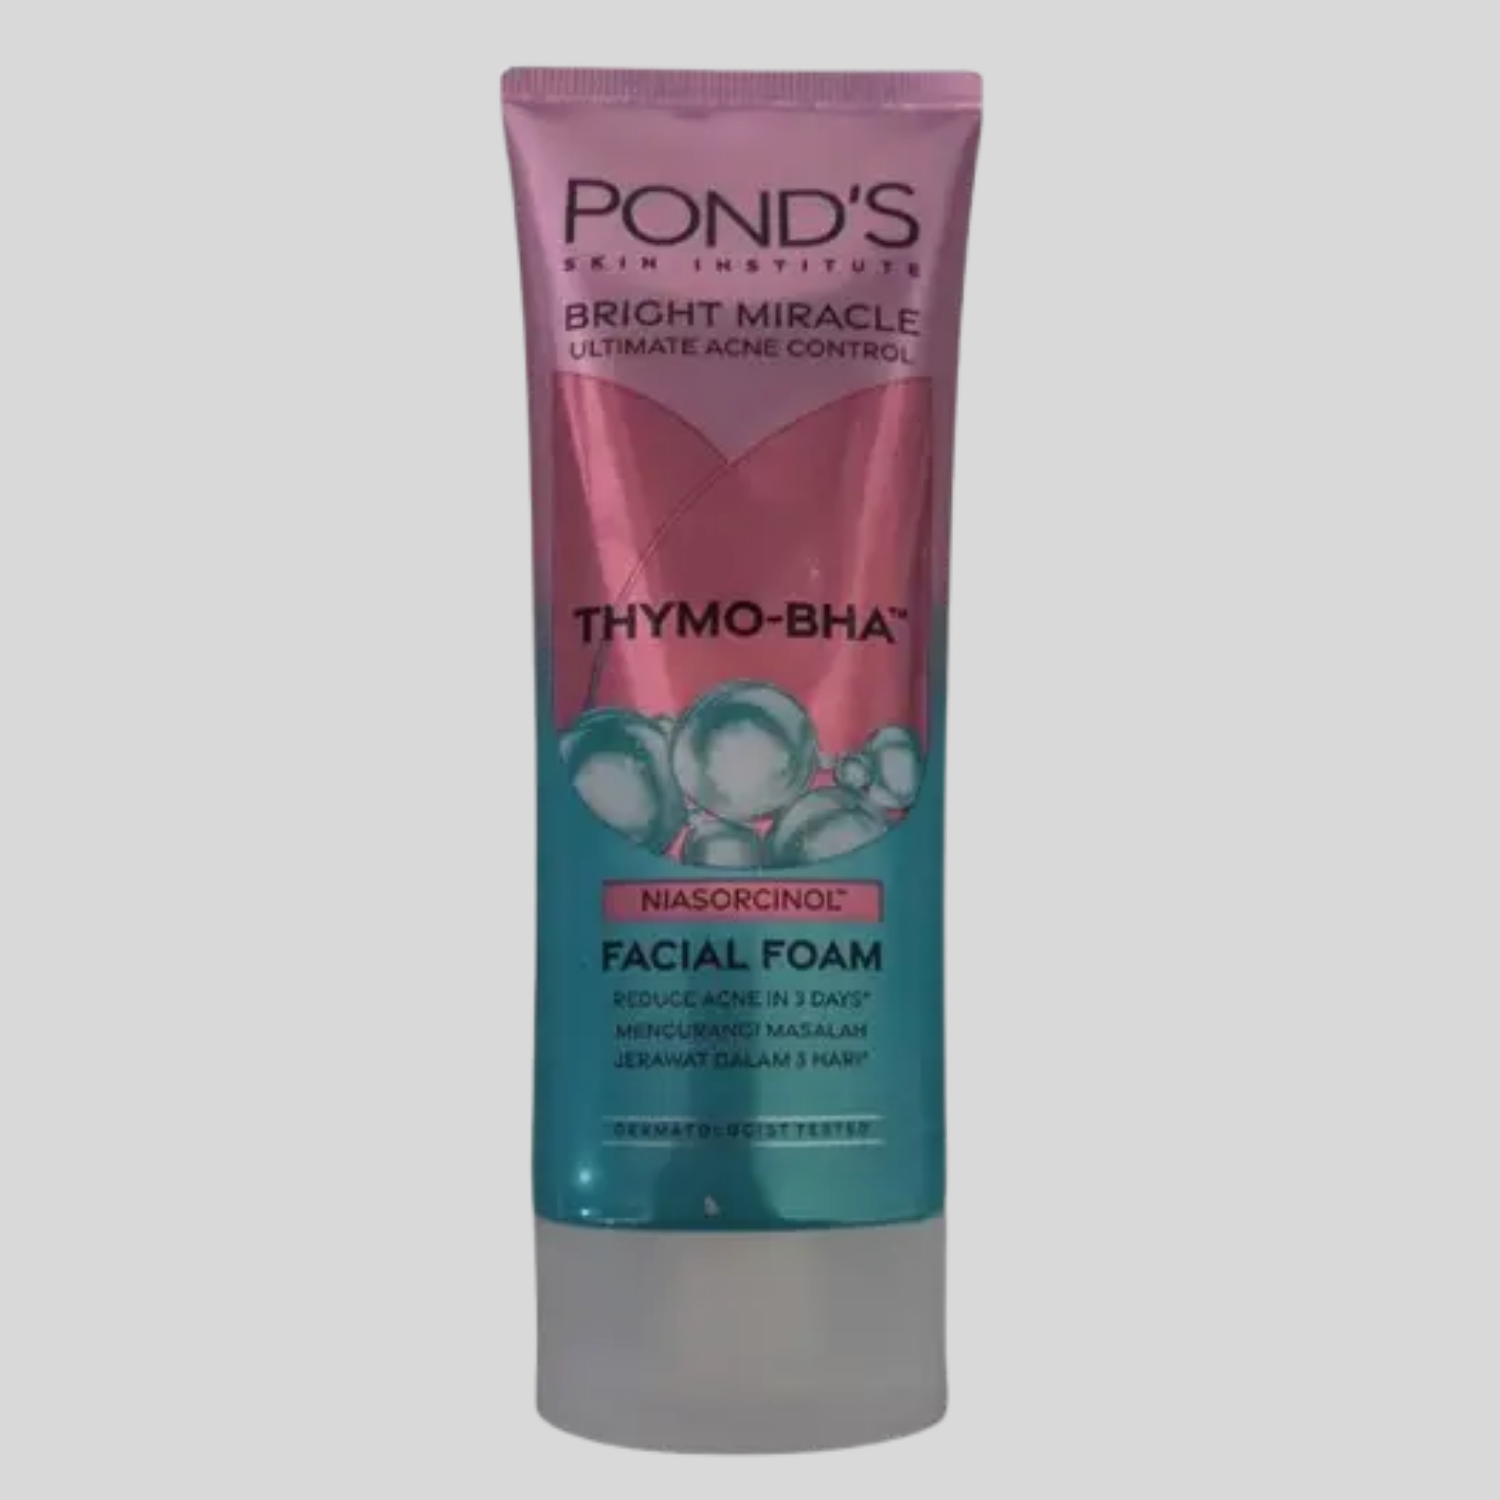 POND'S
SKIN INSTITUTE
BRIGHT MIRACLE
ULTIMATE ACNE CONTROL
THYMO-BHA™
NIASORCINOL™
FACIAL FOAM
REDUCE ACNE IN 3 DAYS*
MENGURANGI MASALAH
JERAWAT DALAM 3 HARI*
DERMATOLOGIST TESTED